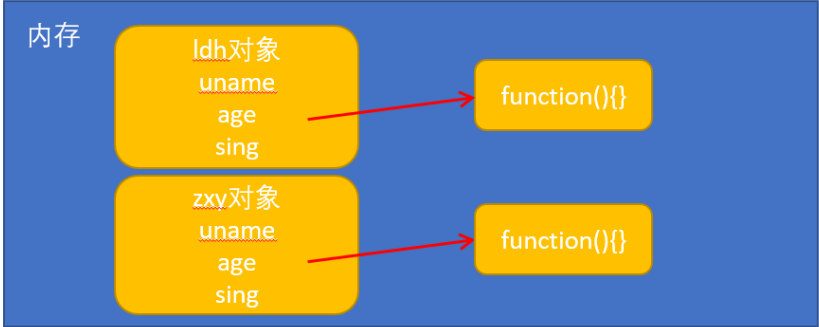 内存
ldh对象
uname
age
sing
function(){}
zxy对象
uname
age
sing
function(){}